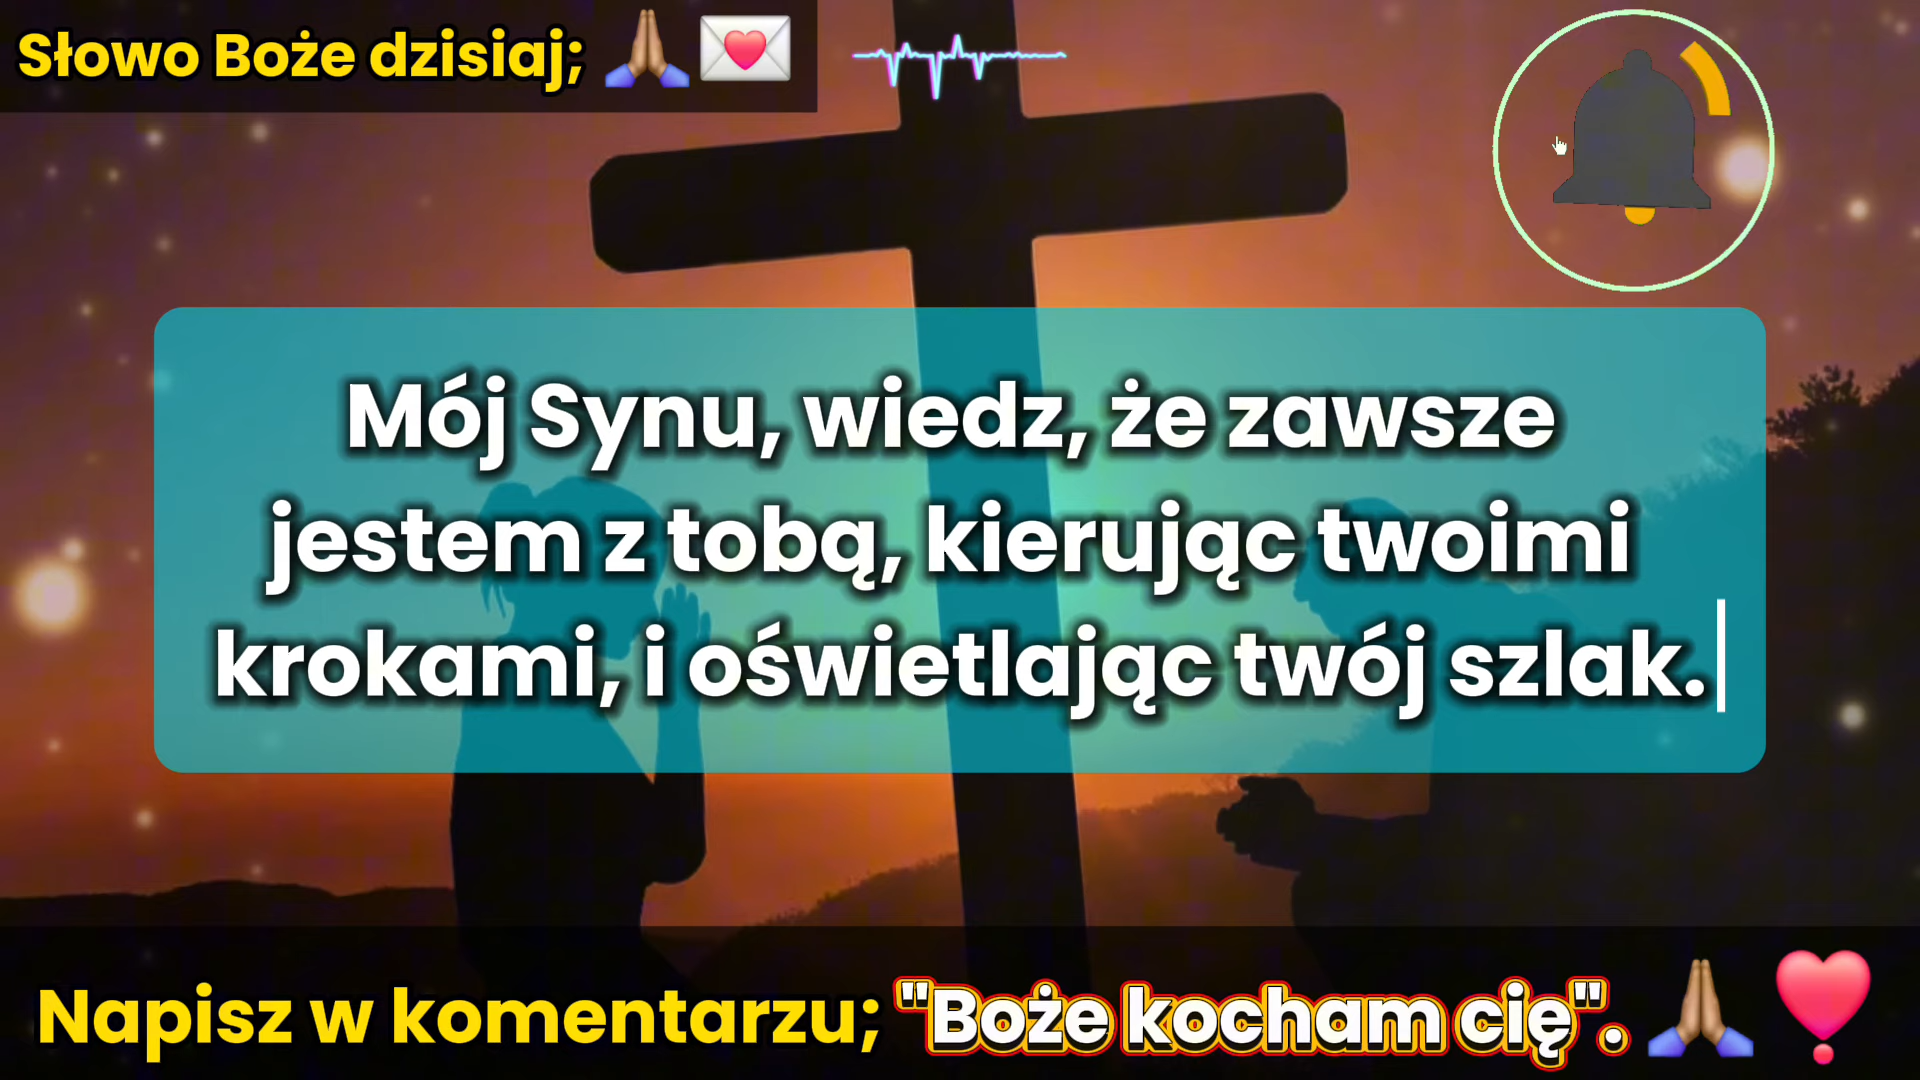 Słowo Boże dzisiaj; 🙏🏽 💌
Mój Synu, wiedz, że zawsze
jestem z tobą, kierując twoimi
krokami, i oświetlając twój szlak.
Napisz w komentarzu; "Boże kocham cię". 🙏🏽 ❣️